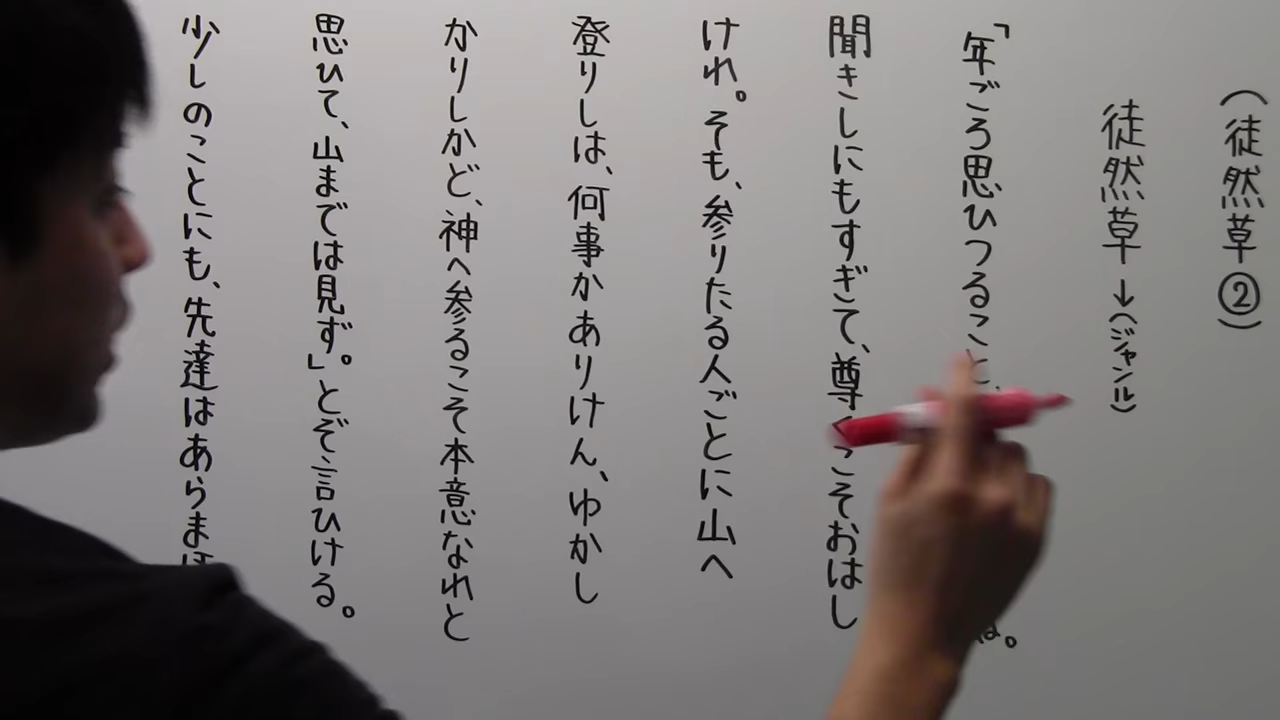 （徒然草②）
徒然草→（ジャンル）
「年ごろ思ひつること、 は。
聞きしにもすぎて、尊くこそおはし
けれ。そも、参りたる人ごとに山へ
登りしは、何事かありけん、ゆかし
かりしかど、神へ参るこそ本意なれと
思ひて、山までは見ず。」とぞ言ひける。
少しのことにも、先達はあらまほ